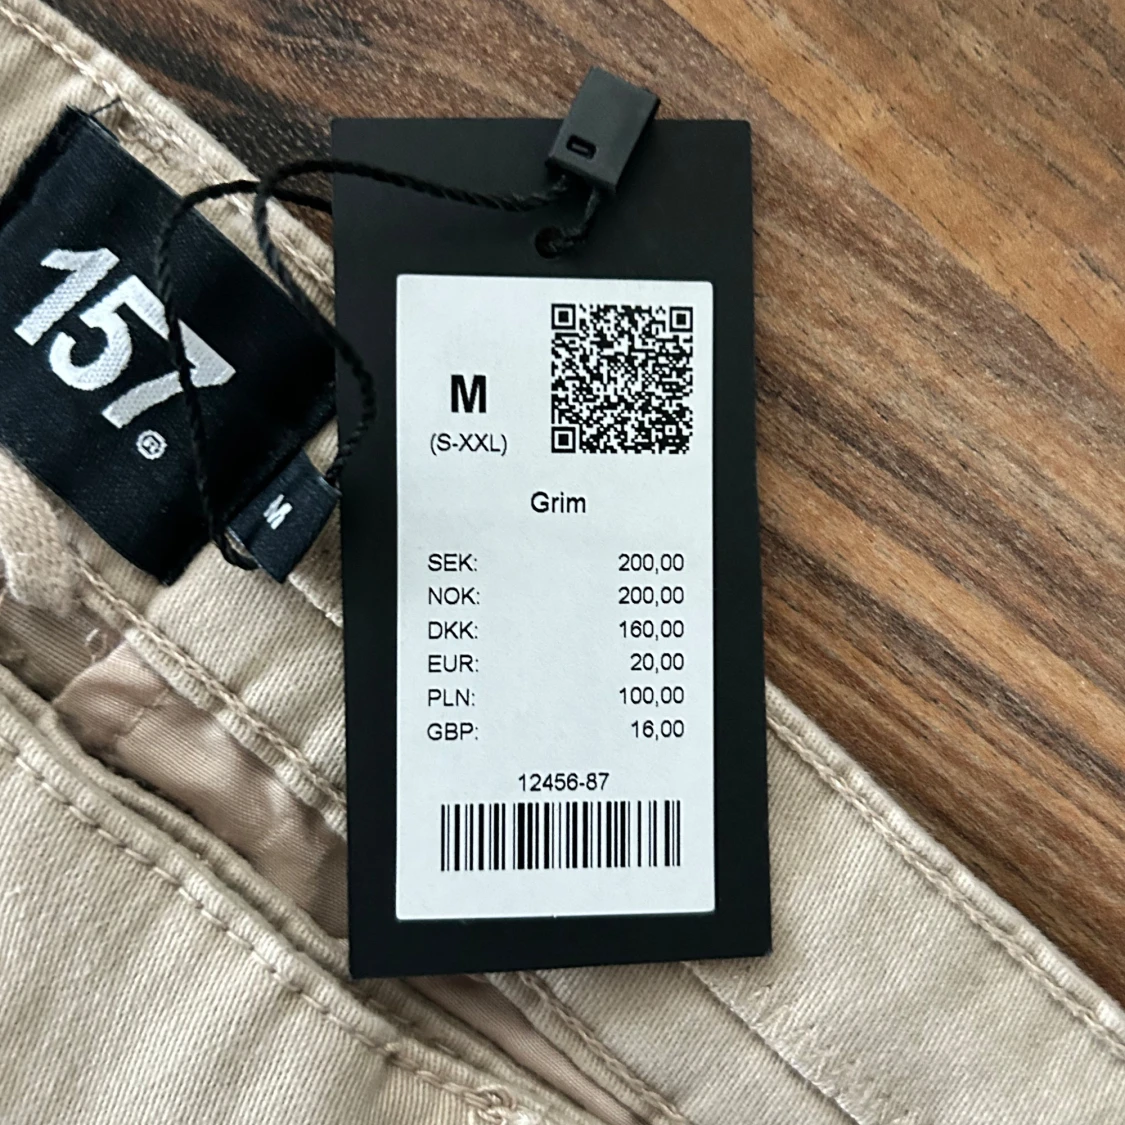 157®
M
M
(S-XXL)
Grim
SEK: 200,00
NOK: 200,00
DKK: 160,00
EUR: 20,00
PLN: 100,00
GBP: 16,00
12456-87